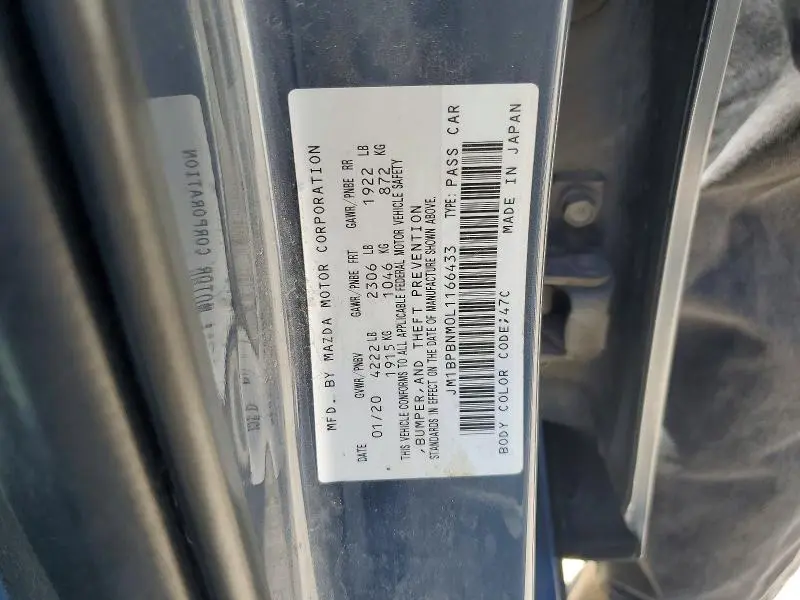 MFD. BY MAZDA MOTOR CORPORATION
DATE GVWR/PNBV GAWR/PNBE FRT GAWR/PNBE RR
01/20 4222 LB 2306 LB 1922 LB
1915 KG 1046 KG 872 KG
THIS VEHICLE CONFORMS TO ALL APPLICABLE FEDERAL MOTOR VEHICLE SAFETY
,BUMPER,AND THEFT PREVENTION
STANDARDS IN EFFECT ON THE DATE OF MANUFACTURE SHOWN ABOVE.
JM1BPBNM0L1166433 TYPE: PASS CAR
BODY COLOR CODE;47C MADE IN JAPAN
MOTOR CORPORATION